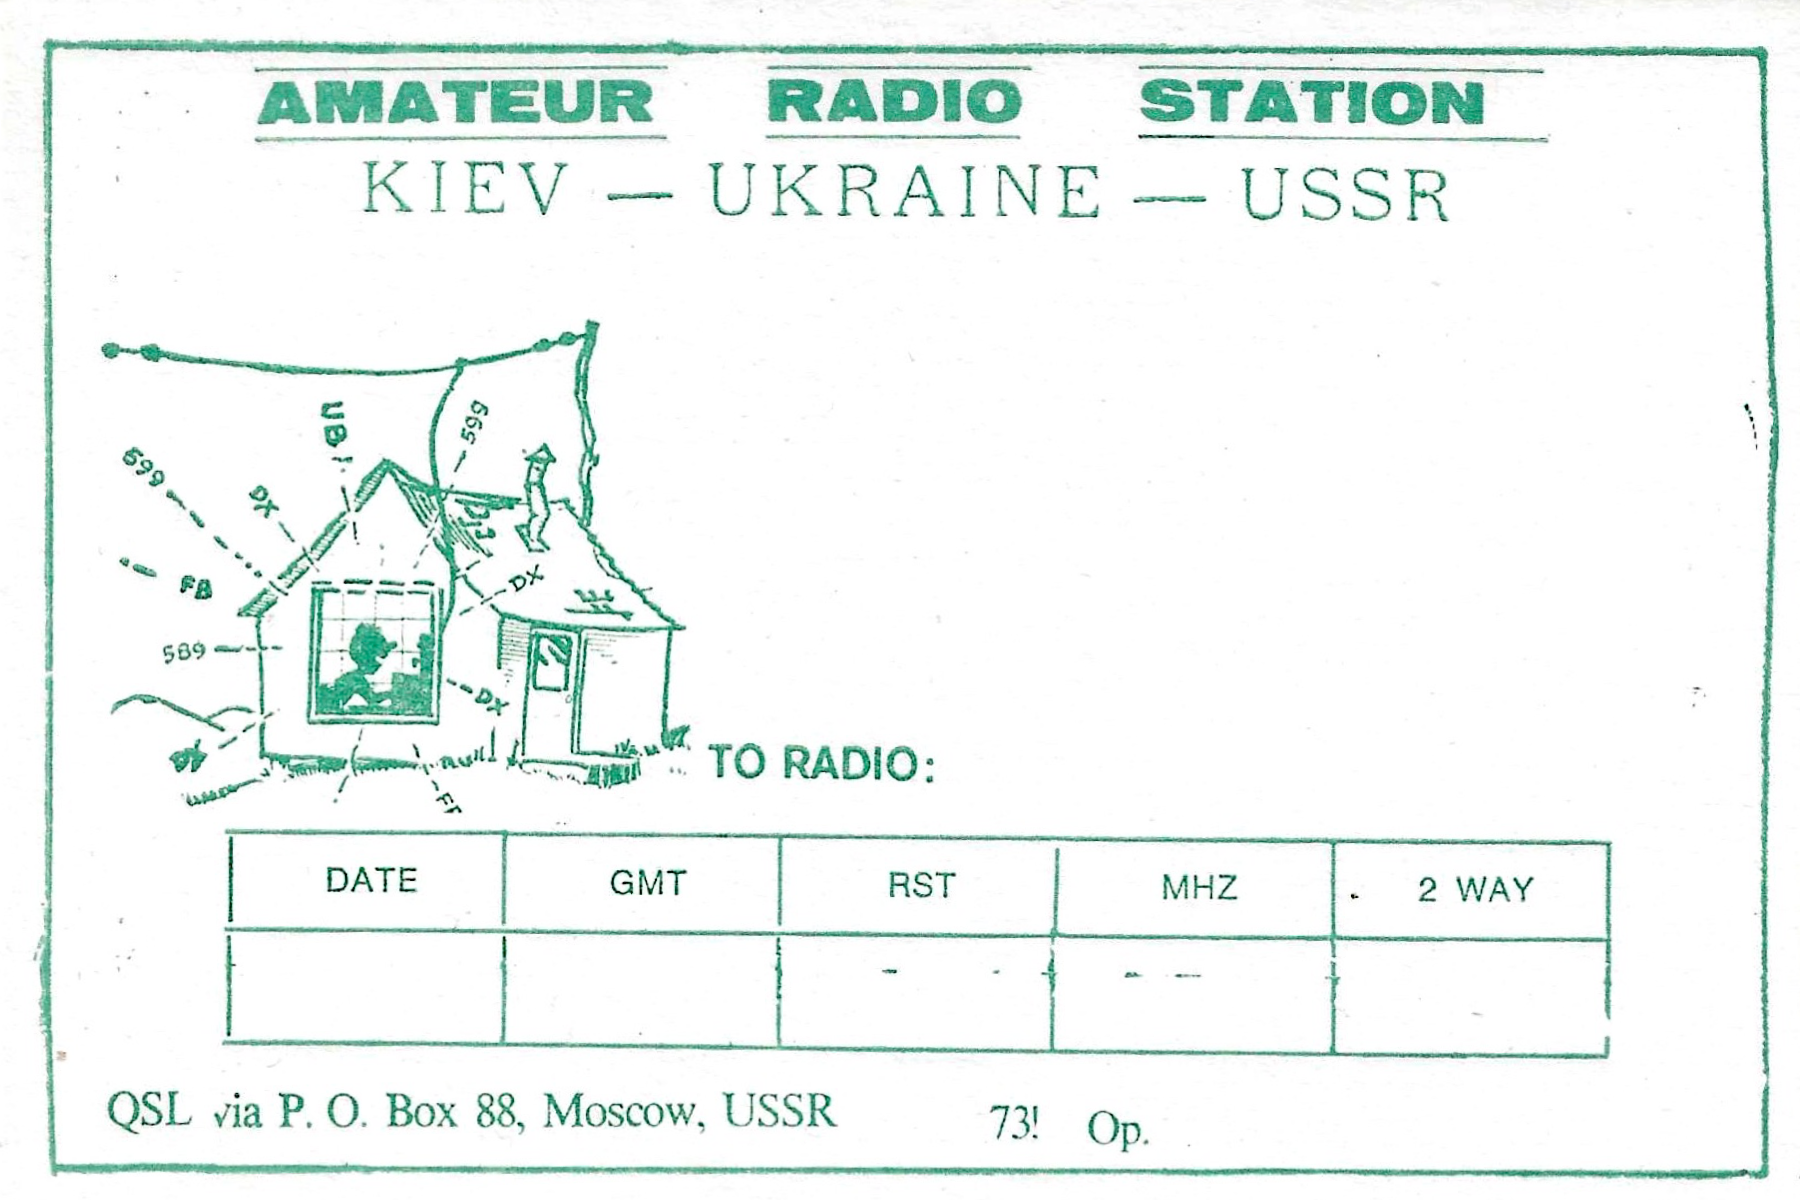 AMATEUR RADIO STATION
KIEV — UKRAINE — USSR
599
UB
599
DX
DX
FB
589
DX
TO RADIO:
DATE GMT RST MHZ 2 WAY
QSL via P. O. Box 88, Moscow, USSR 73! Op.